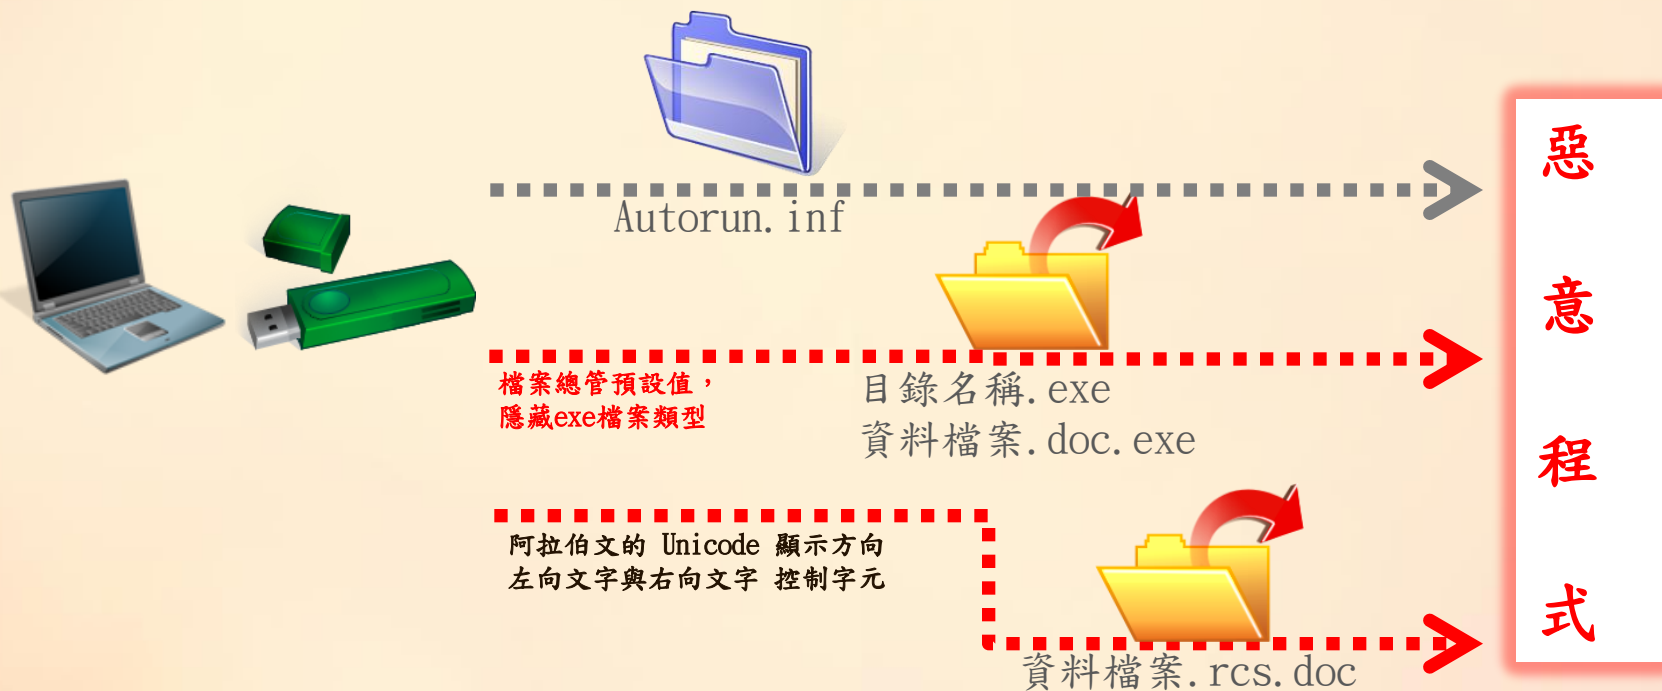 Autorun.inf
檔案總管預設值，
隱藏exe檔案類型
目錄名稱.exe
資料檔案.doc.exe
阿拉伯文的 Unicode 顯示方向
左向文字與右向文字 控制字元
資料檔案.rcs.doc
惡
意
程
式